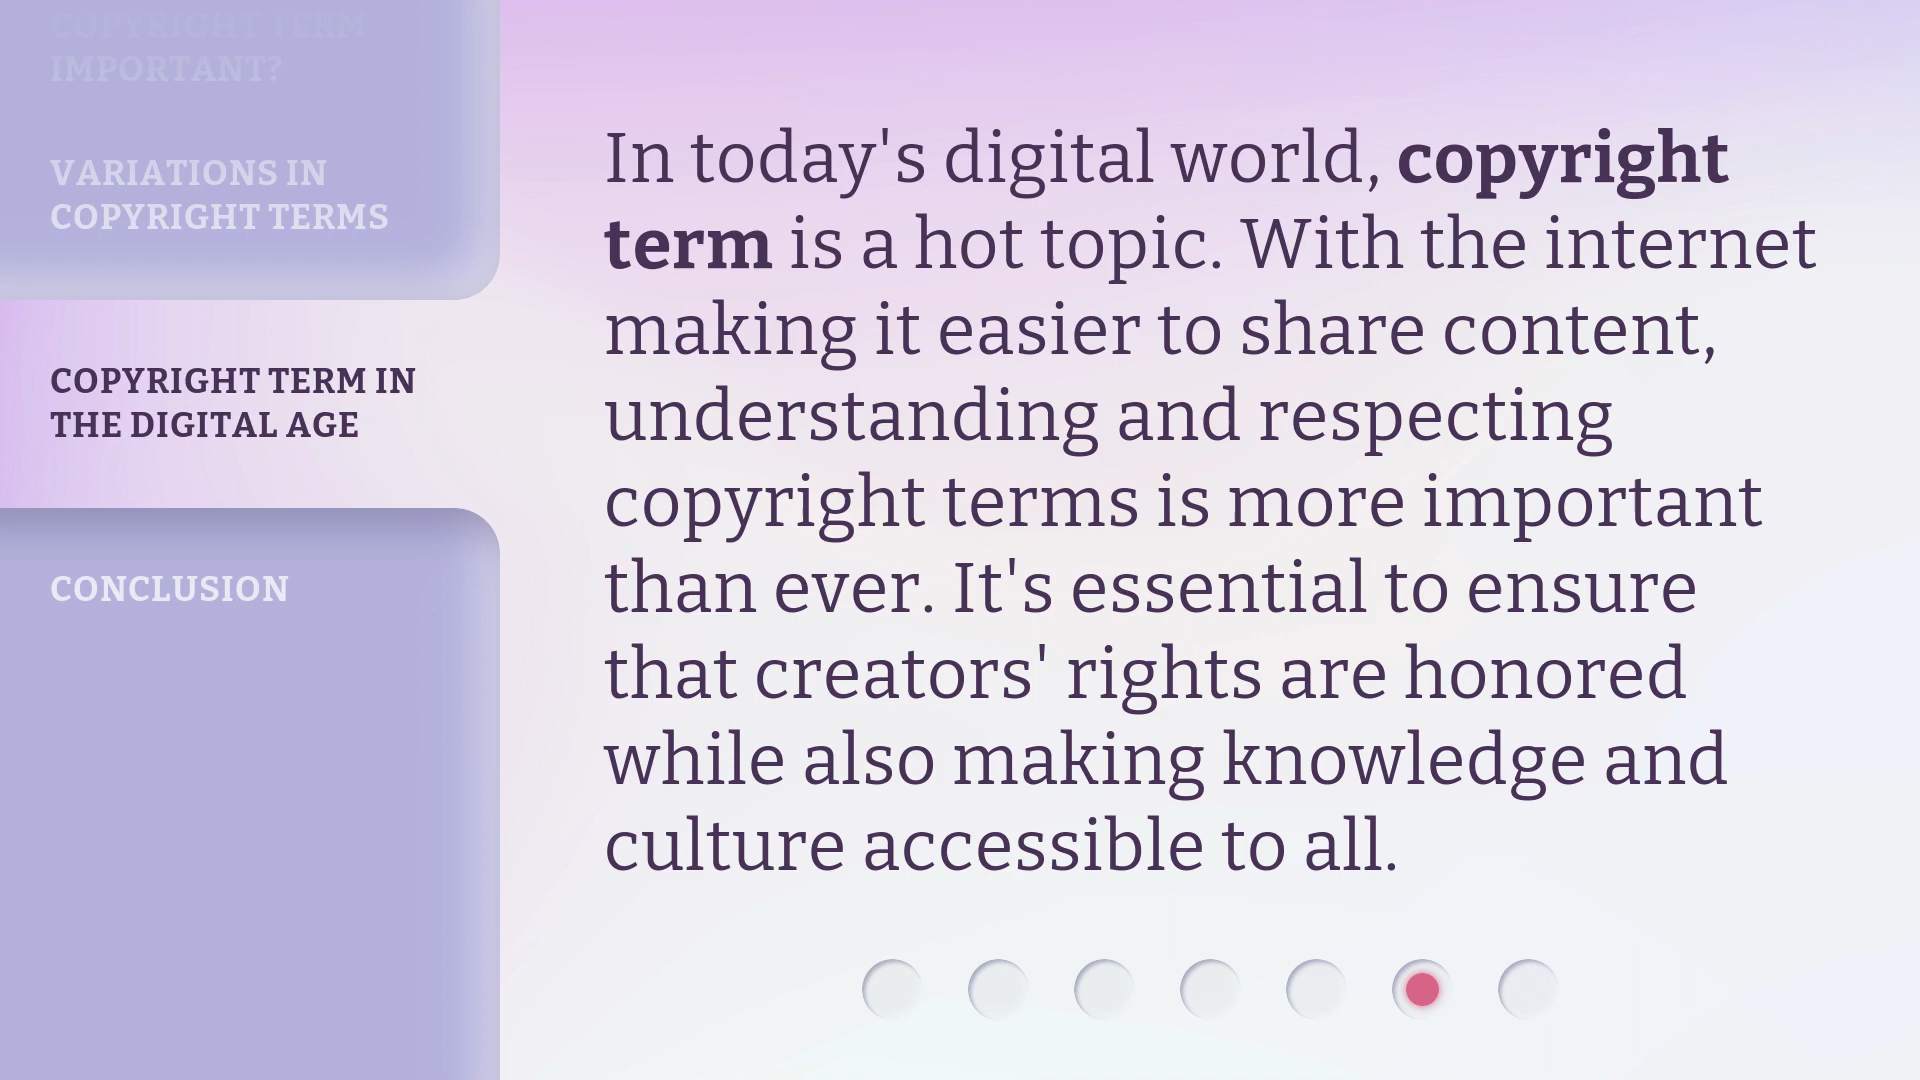 COPYRIGHT TERM
IMPORTANT?
VARIATIONS IN
COPYRIGHT TERMS
COPYRIGHT TERM IN
THE DIGITAL AGE
CONCLUSION
In today's digital world, copyright
term is a hot topic. With the internet
making it easier to share content,
understanding and respecting
copyright terms is more important
than ever. It's essential to ensure
that creators' rights are honored
while also making knowledge and
culture accessible to all.